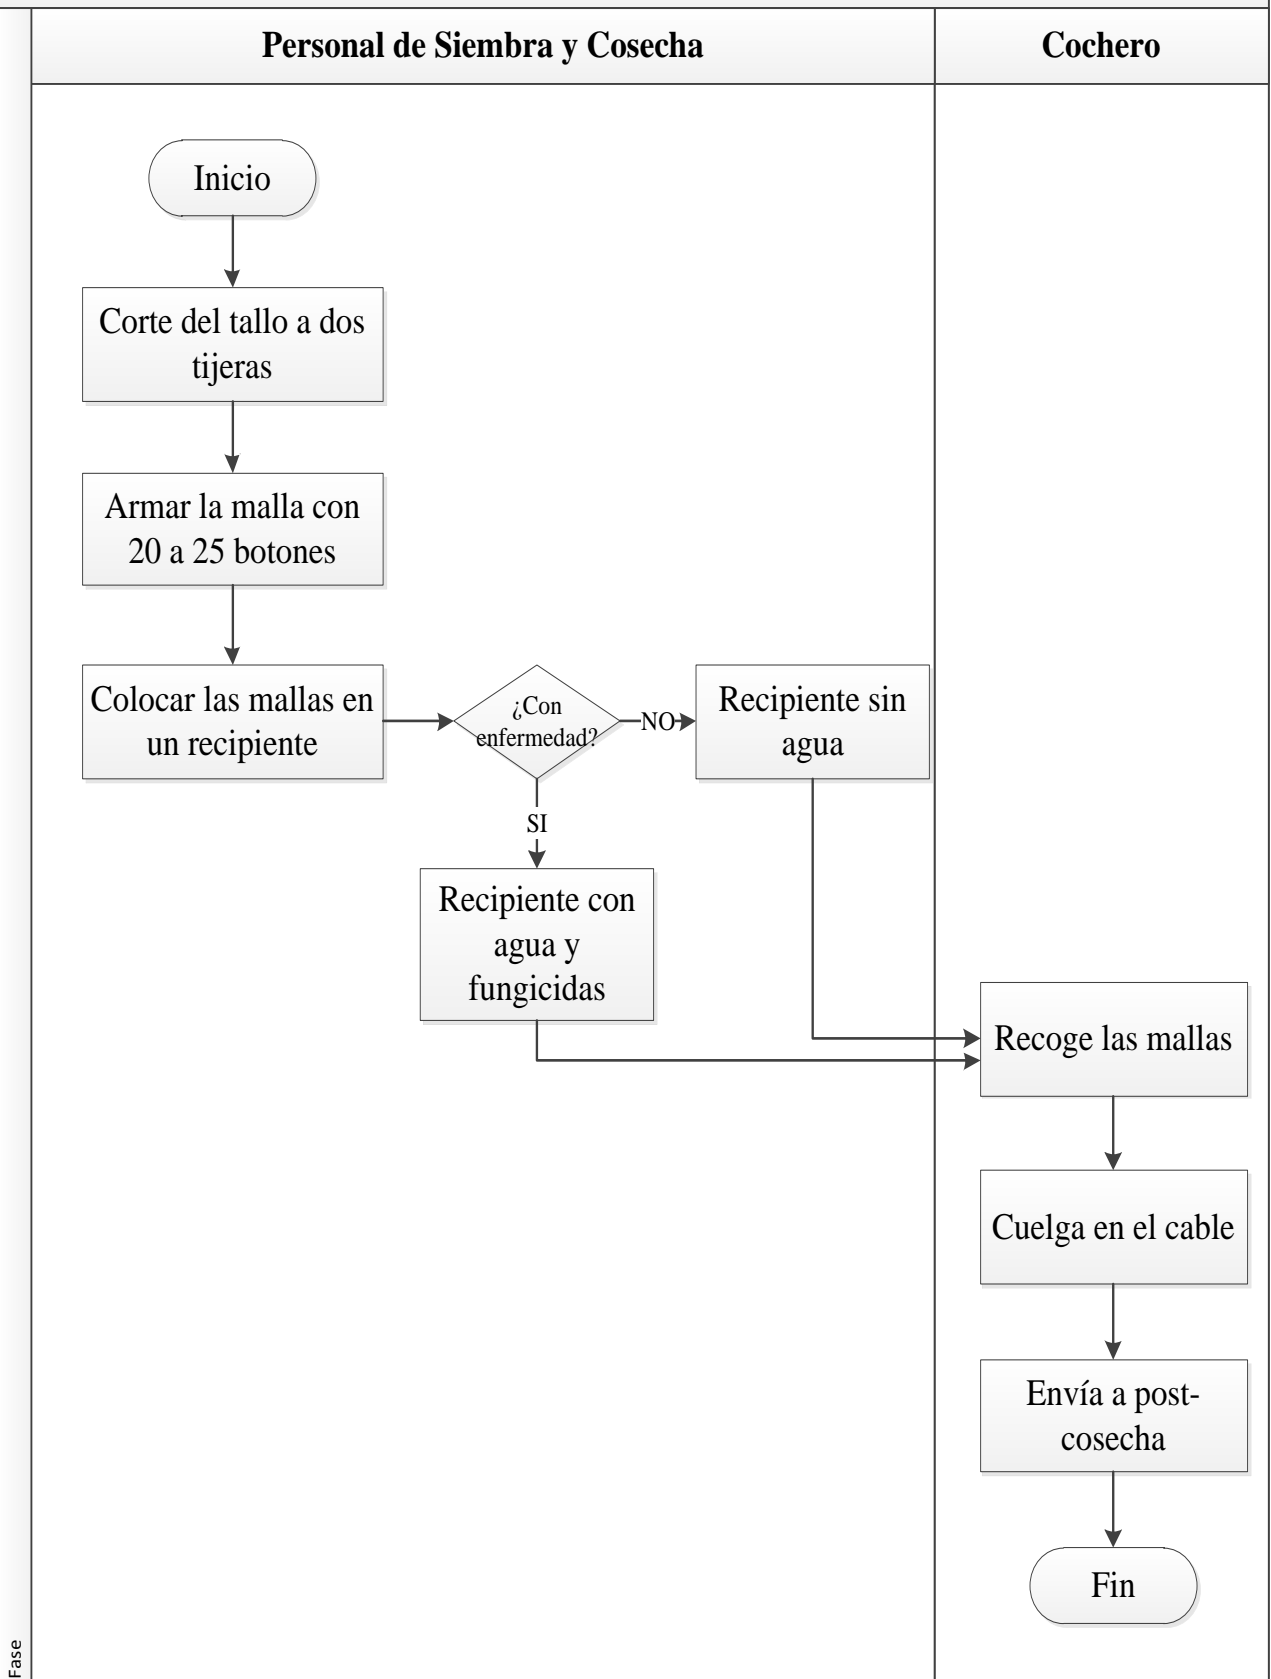 Personal de Siembra y Cosecha
Cochero
Inicio
Corte del tallo a dos
tijeras
Armar la malla con
20 a 25 botones
Colocar las mallas en
un recipiente
¿Con
enfermedad?
NO
Recipiente sin
agua
SI
Recipiente con
agua y
fungicidas
Recoge las mallas
Cuelga en el cable
Envía a post-
cosecha
Fin
Fase